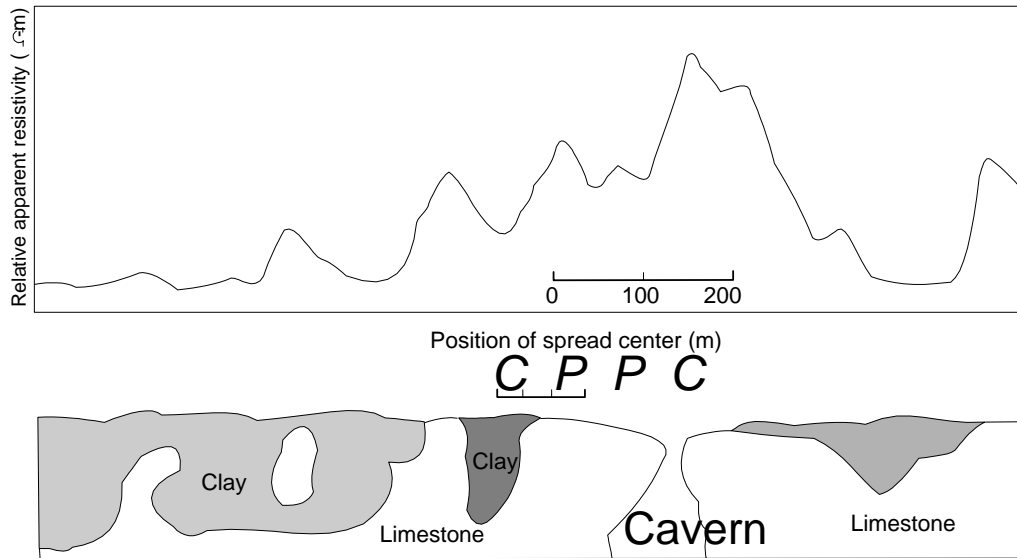 Relative apparent resistivity ( Ω-m)
0 100 200
Position of spread center (m)
C P P C
Clay
Clay
Limestone
Cavern
Limestone